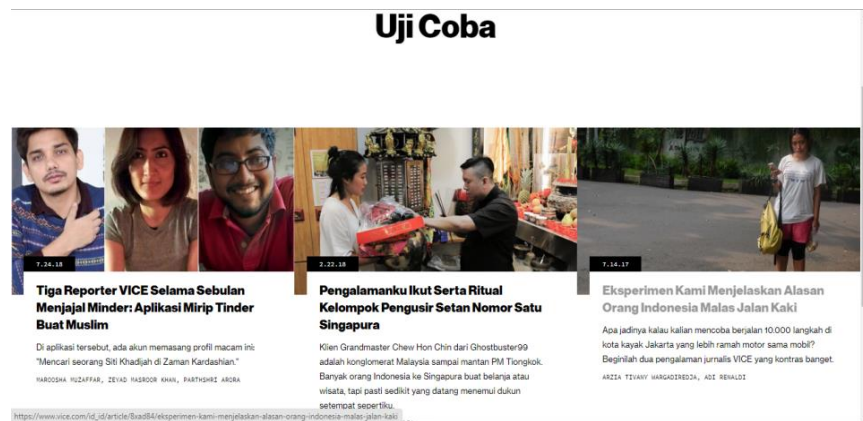 Uji Coba
7.24.18
Tiga Reporter VICE Selama Sebulan
Menjajal Minder: Aplikasi Mirip Tinder
Buat Muslim
Di aplikasi tersebut, ada akun memasang profil macam ini:
"Mencari seorang Siti Khadijah di Zaman Kardashian."
MAROOSHA MUZAFFAR, ZEYAD MASROOR KHAN, PARTHSHRI ARORA
2.22.18
Pengalamanku Ikut Serta Ritual
Kelompok Pengusir Setan Nomor Satu
Singapura
Klien Grandmaster Chew Hon Chin dari Ghostbuster99
adalah konglomerat Malaysia sampai mantan PM Tiongkok.
Banyak orang Indonesia ke Singapura buat belanja atau
wisata, tapi pasti sedikit yang datang menemui dukun
setempat sepertiku.
7.14.17
Eksperimen Kami Menjelaskan Alasan
Orang Indonesia Malas Jalan Kaki
Apa jadinya kalau kalian mencoba berjalan 10.000 langkah di
kota kayak Jakarta yang lebih ramah motor sama mobil?
Beginilah dua pengalaman jurnalis VICE yang kontras banget.
ARZIA TIVANY WARGADIREDJA, ADI RENALDI
https://www.vice.com/id_id/article/8xad84/eksperimen-kami-menjelaskan-alasan-orang-indonesia-malas-jalan-kaki